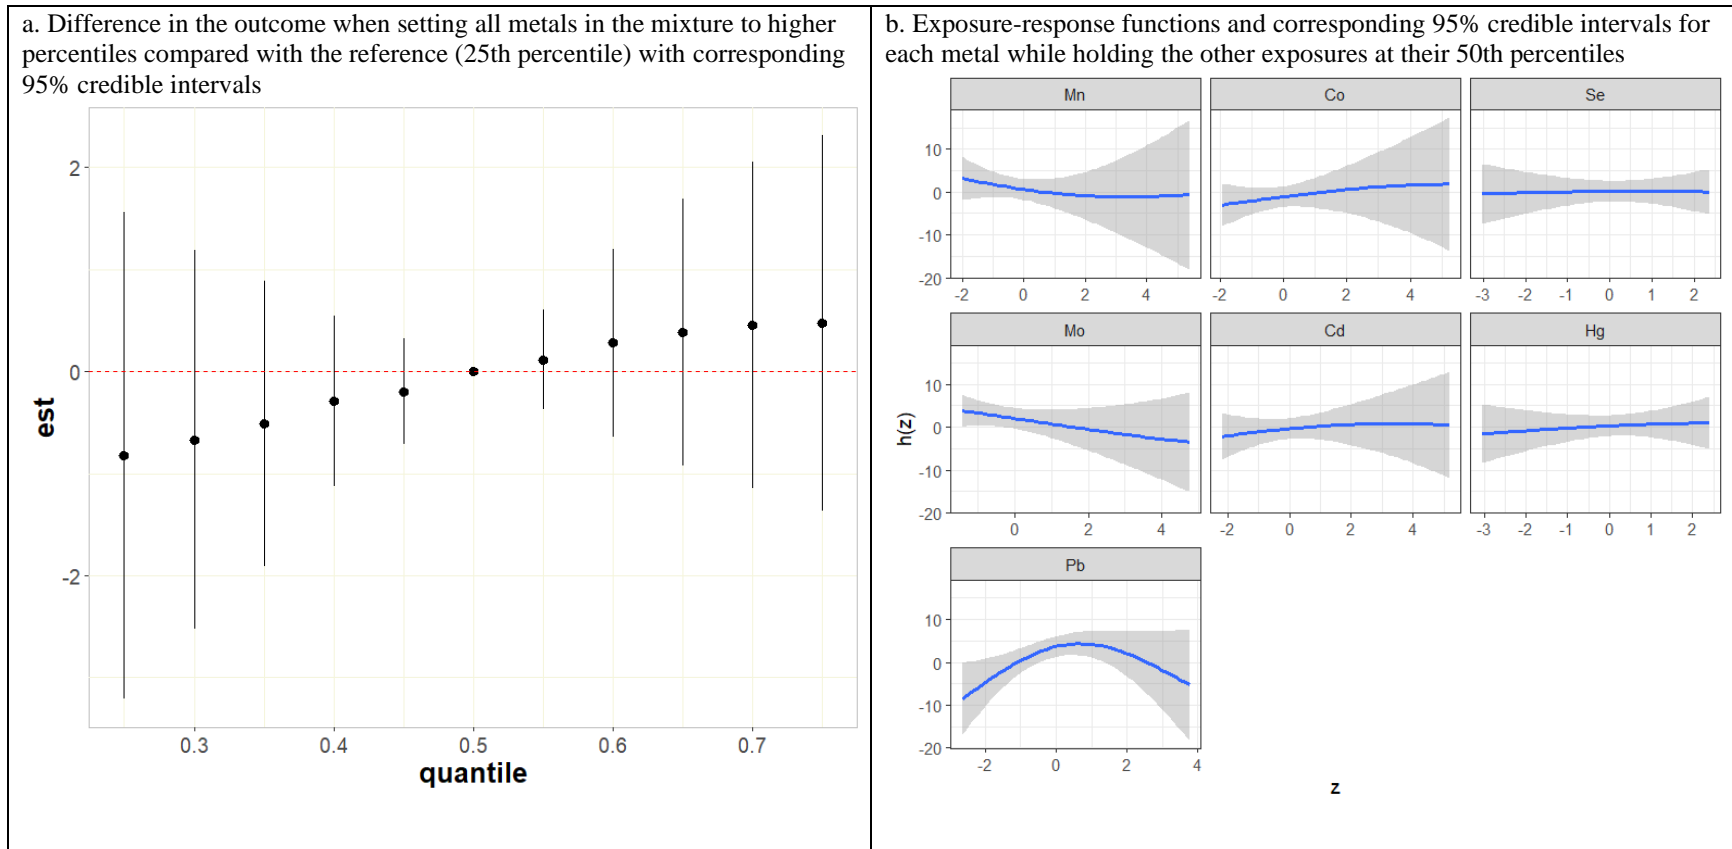 a. Difference in the outcome when setting all metals in the mixture to higher
percentiles compared with the reference (25th percentile) with corresponding
95% credible intervals
2
0
-2
est
0.3 0.4 0.5 0.6 0.7
quantile
b. Exposure-response functions and corresponding 95% credible intervals for
each metal while holding the other exposures at their 50th percentiles
Mn Co Se
10
0
-10
-20
-2 0 2 4 -2 0 2 4 -3 -2 -1 0 1 2
Mo Cd Hg
10
0
-10
-20
h(z)
0 2 4 -2 0 2 4 -3 -2 -1 0 1 2
Pb
10
0
-10
-20
-2 0 2 4
z